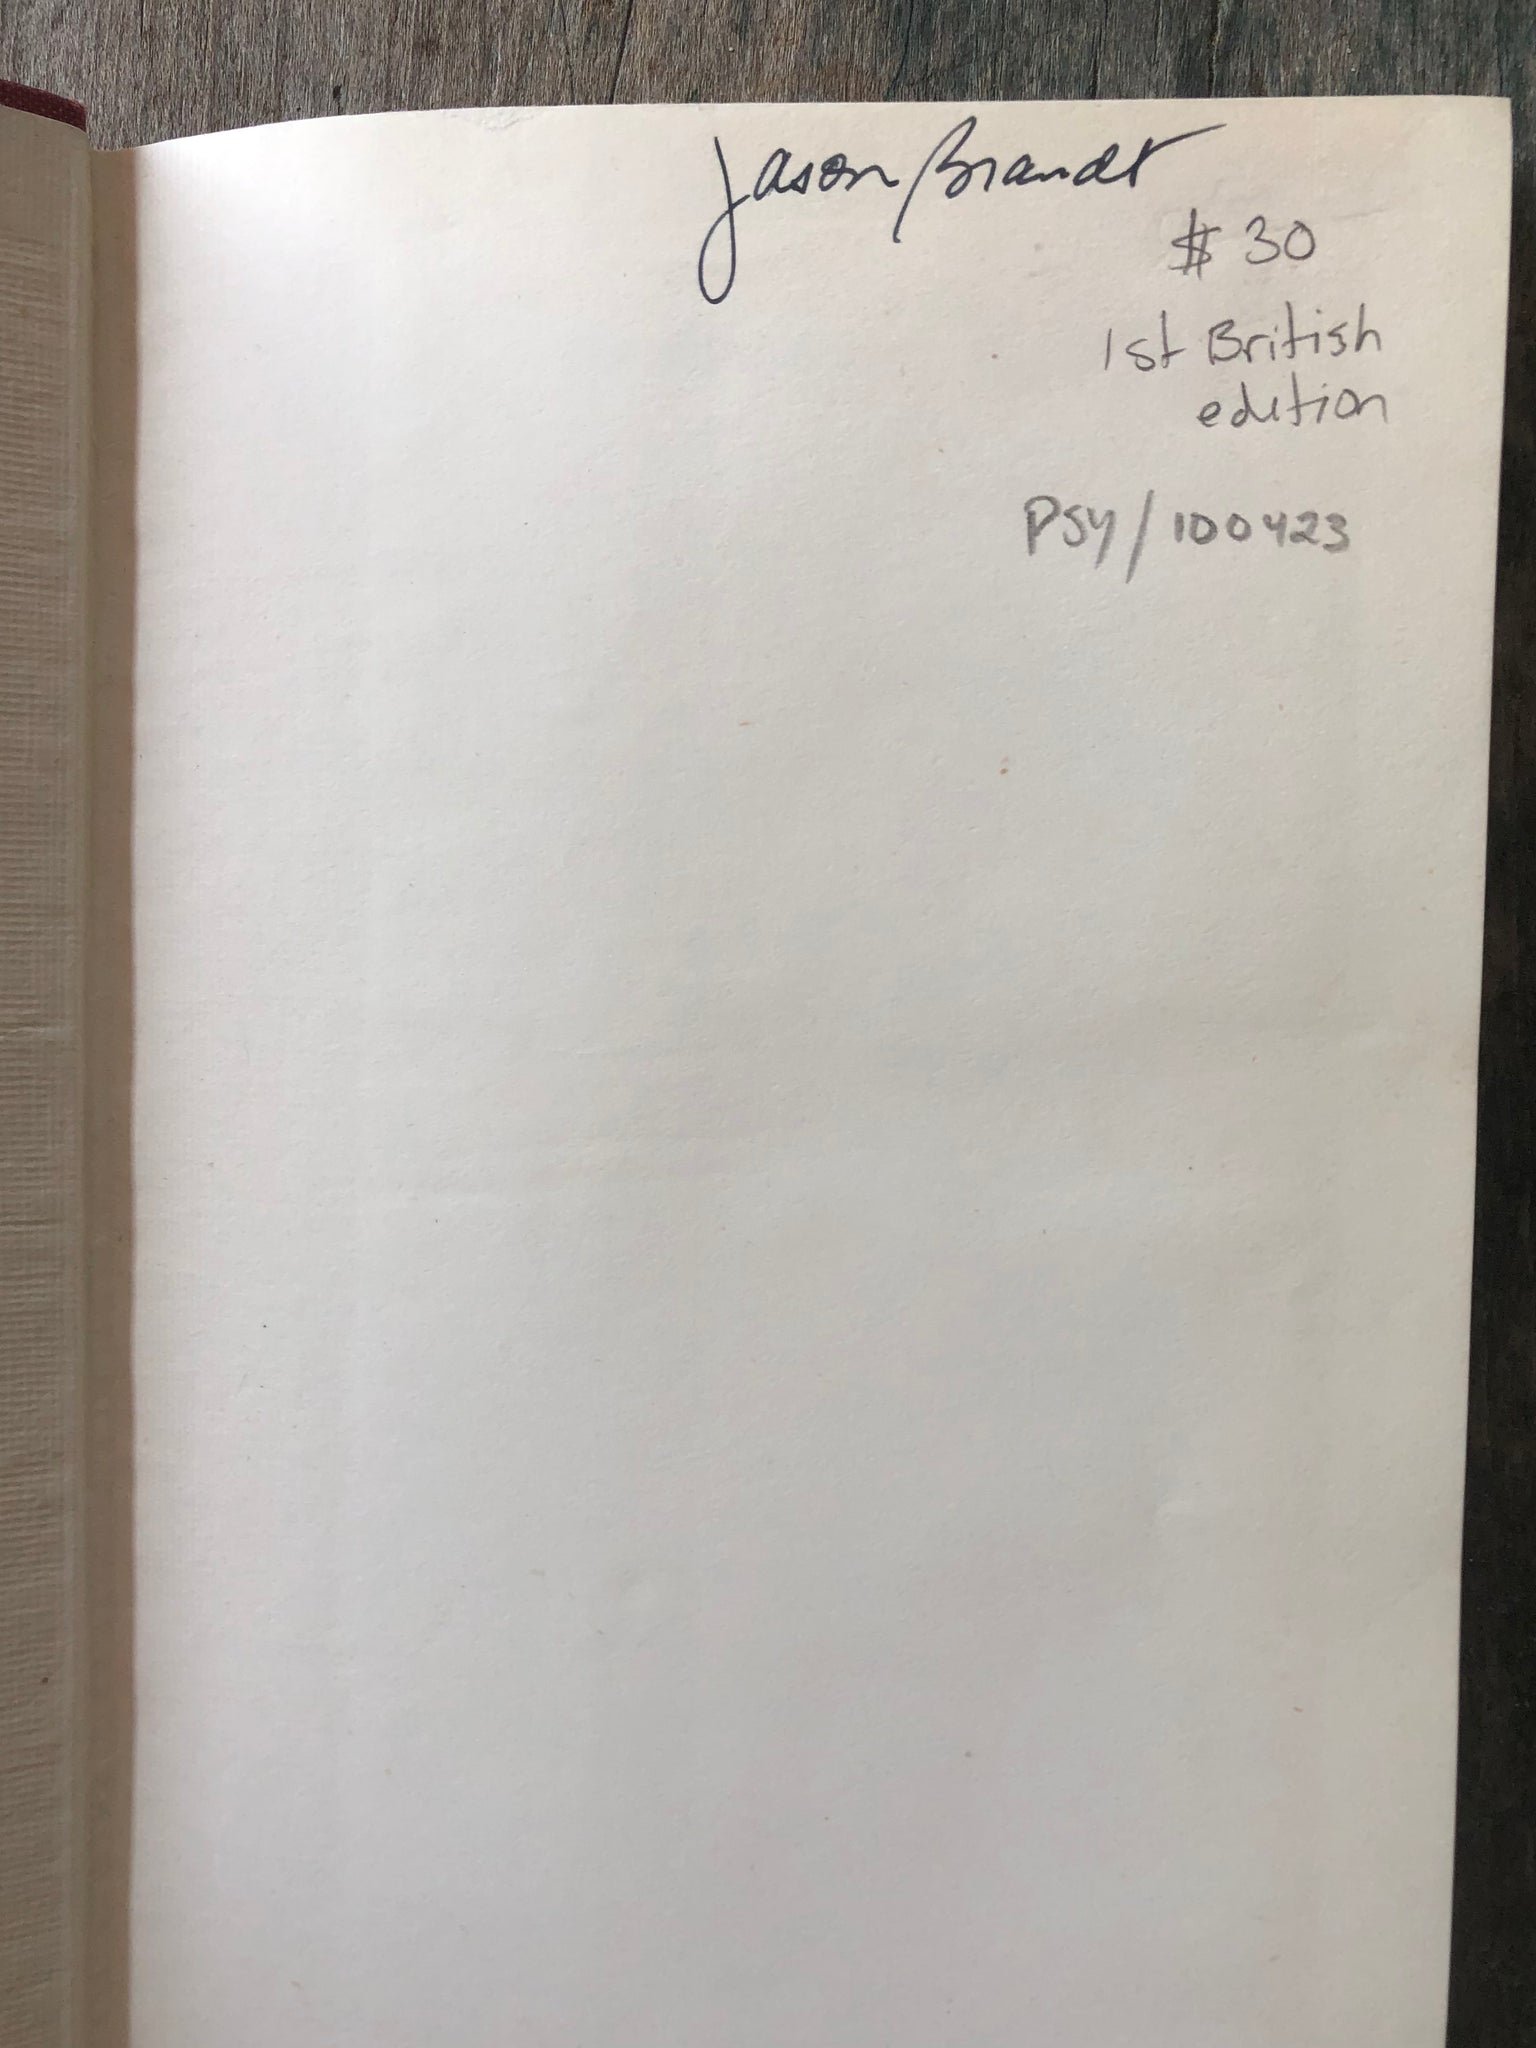 Jason Brandt
$ 30
1st British
edition
PSY/100423